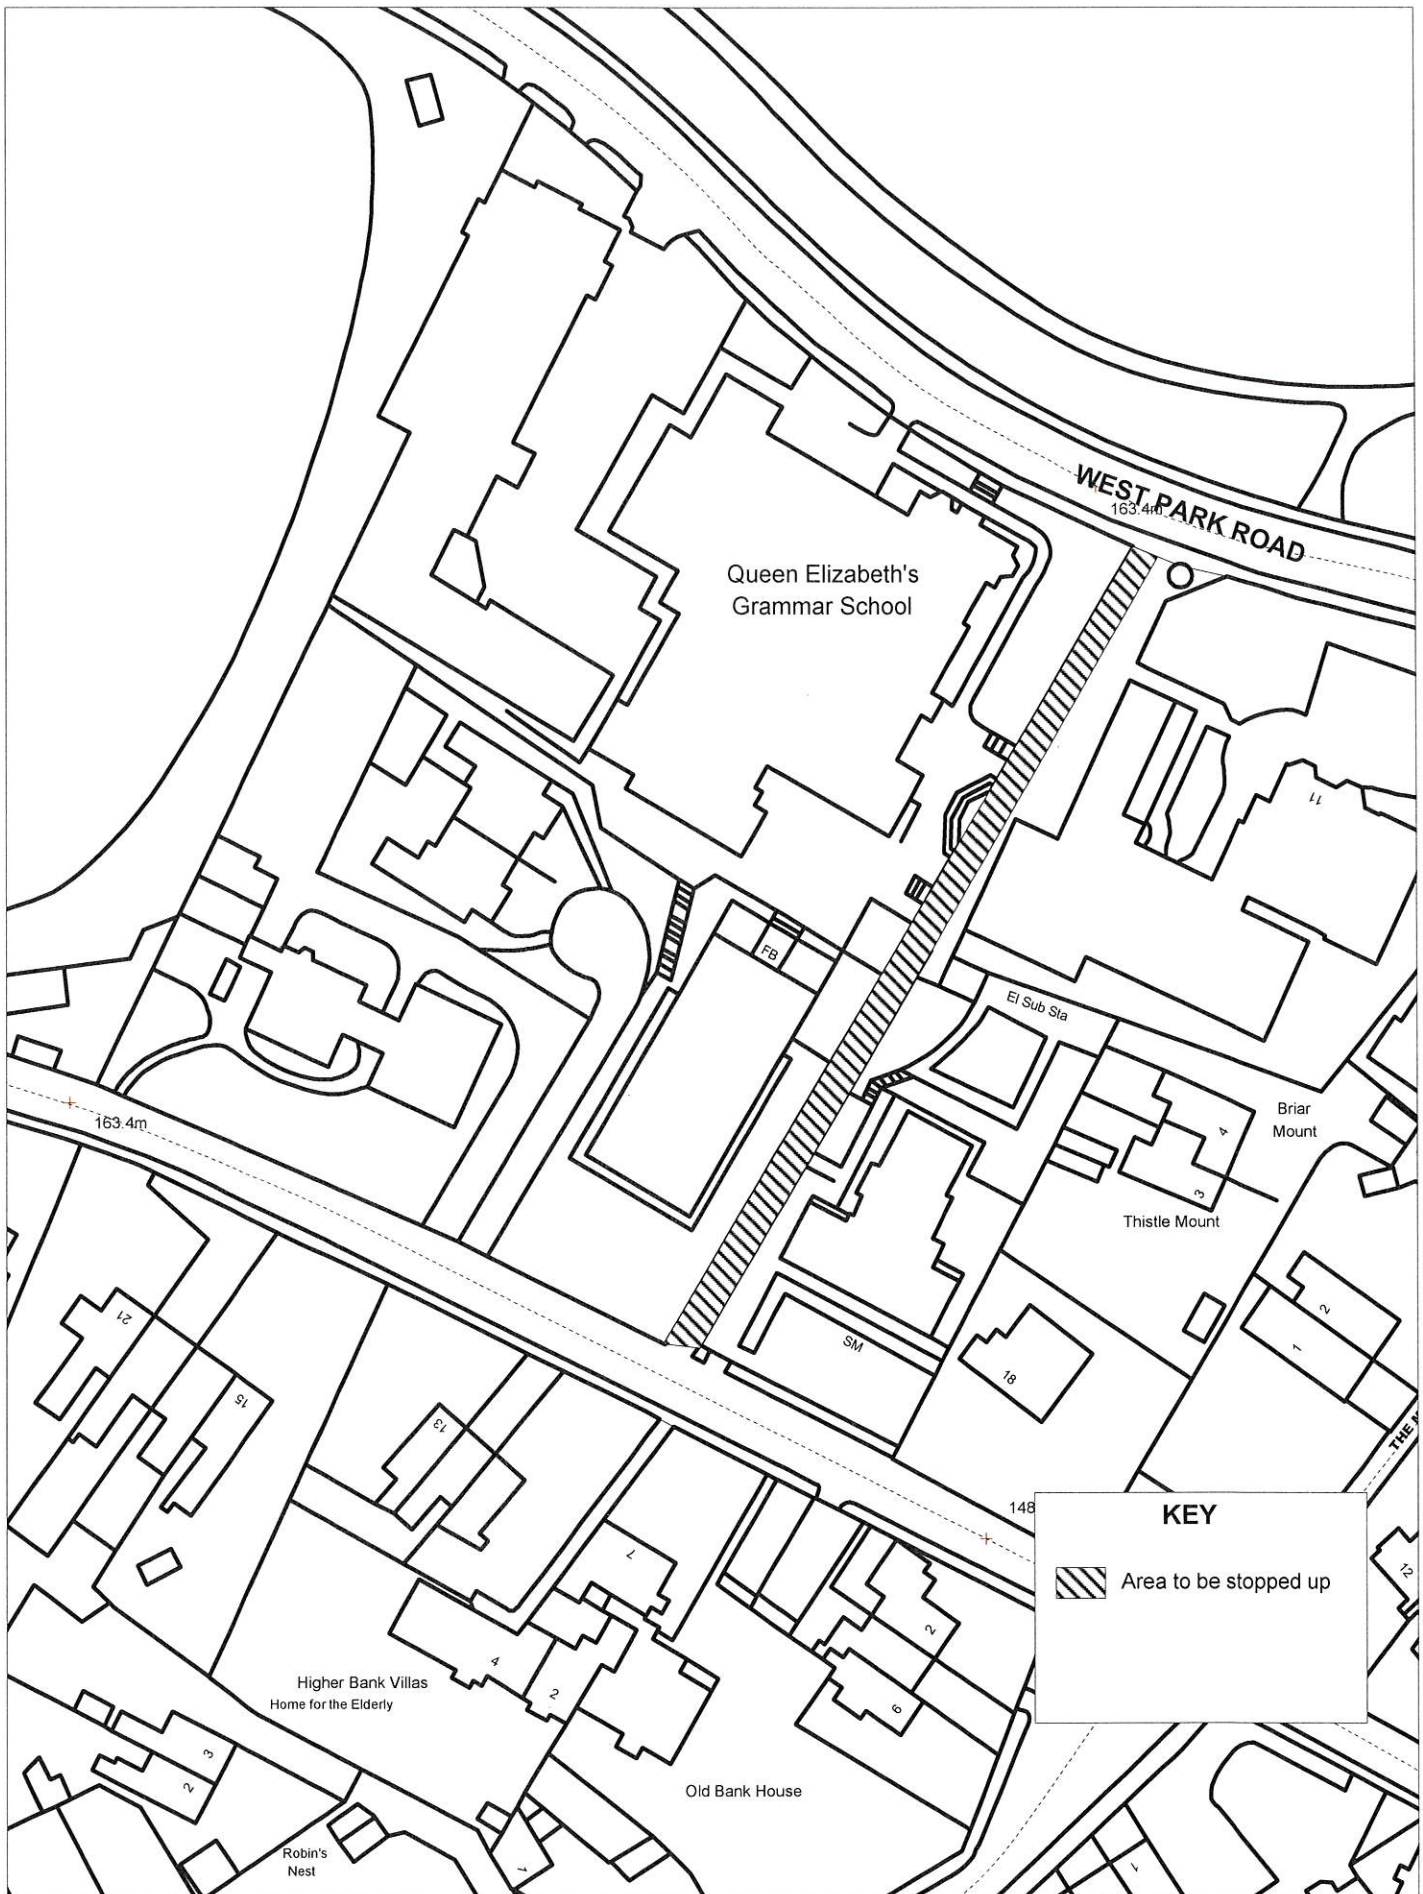 WEST PARK ROAD
163.4m
Queen Elizabeth's
Grammar School
11
FB
El Sub Sta
163.4m
Briar
Mount
4
3
Thistle Mount
21
15
13
SM
18
2
1
148
KEY
Area to be stopped up
7
12
2
4
2
6
Higher Bank Villas
Home for the Elderly
3
2
Old Bank House
Robin's
Nest
1
1